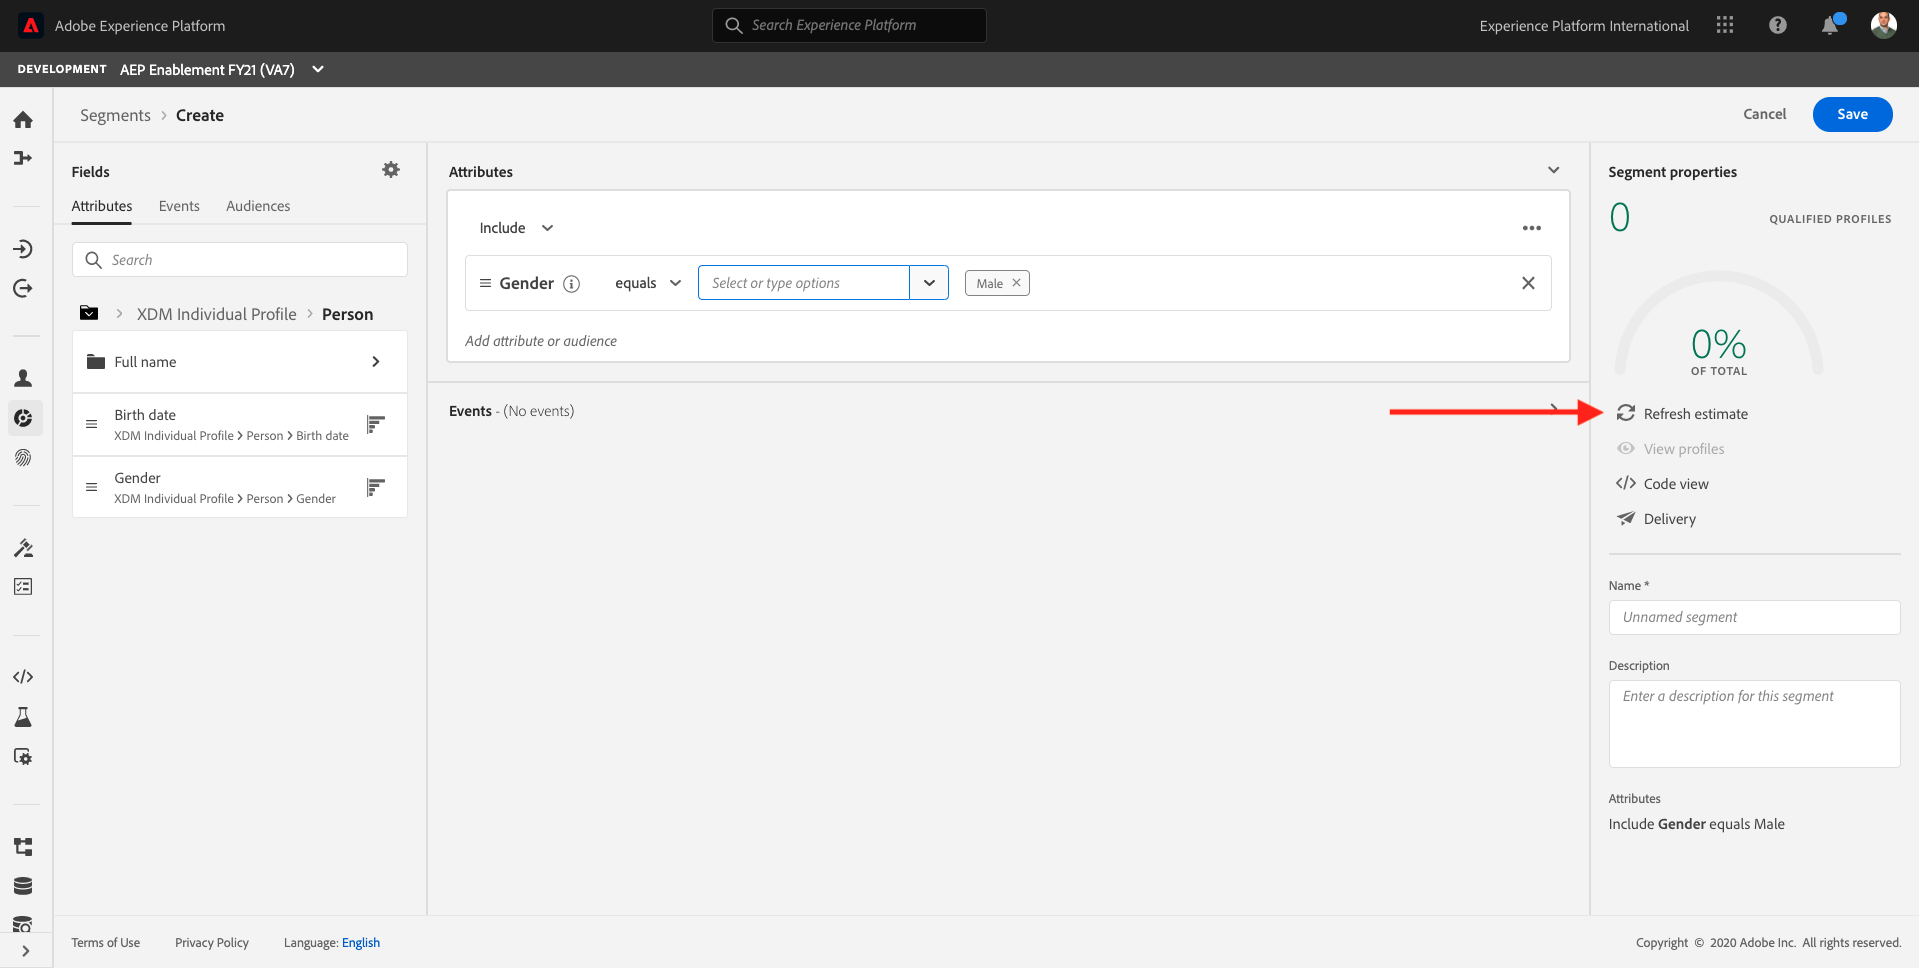 Adobe Experience Platform
Search Experience Platform
Experience Platform International
DEVELOPMENT AEP Enablement FY21 (VA7)
Segments > Create
Cancel
Save
Fields
Attributes Events Audiences
Search
XDM Individual Profile > Person
Full name
Birth date
XDM Individual Profile > Person > Birth date
Gender
XDM Individual Profile > Person > Gender
Attributes
Include
Gender equals Select or type options Male
Add attribute or audience
Events - (No events)
Segment properties
0 QUALIFIED PROFILES
0%
OF TOTAL
Refresh estimate
View profiles
Code view
Delivery
Name *
Unnamed segment
Description
Enter a description for this segment
Attributes
Include Gender equals Male
Terms of Use Privacy Policy Language: English
Copyright © 2020 Adobe Inc. All rights reserved.